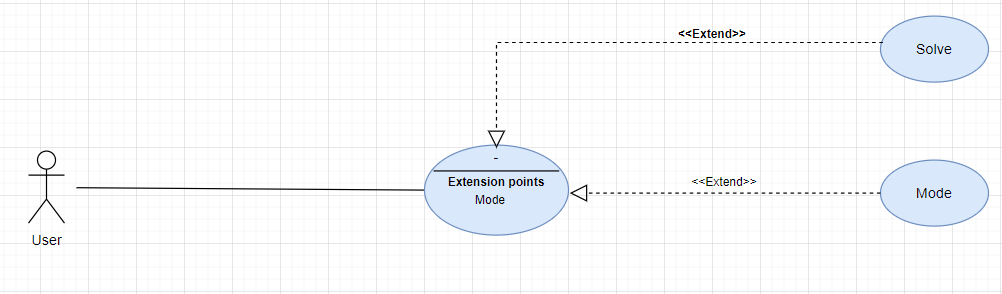 <<Extend>>
Solve
-
Extension points
Mode
<<Extend>>
Mode
User